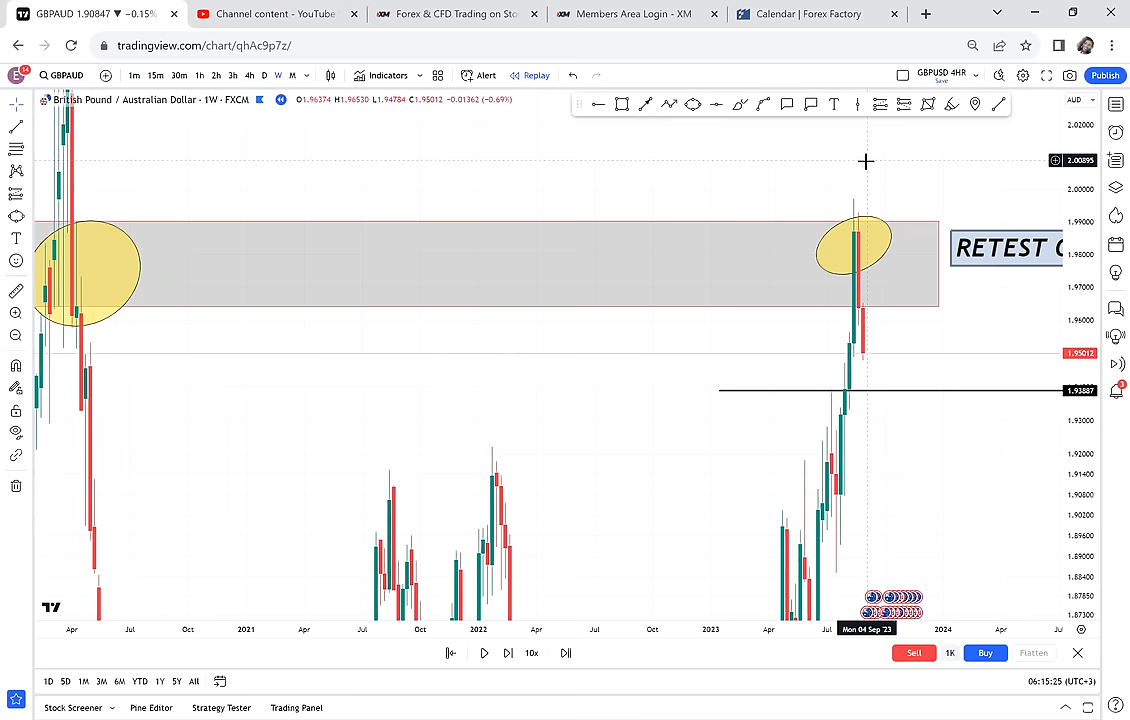 GBPAUD 1.90847 ▼ −0.15%
Channel content - YouTube
Forex & CFD Trading on Sto
Members Area Login - XM
Calendar | Forex Factory
tradingview.com/chart/qhAc9p7z/
E 14 GBPAUD 1m 15m 30m 1h 2h 3h 4h D W M Indicators Alert Replay GBPUSD 4HR Save Publish
British Pound / Australian Dollar · 1W · FXCM O1.96374 H1.96530 L1.94784 C1.95012 −0.01362 (−0.69%) AUD
2.02000
2.00895
2.00000
1.99000
RETEST
1.98000
1.97000
1.96000
1.95012
1.93887
1.93000
1.92000
1.91400
1.90800
1.90200
1.89600
1.89000
1.88400
1.87850
1.87300
Apr Jul Oct 2021 Apr Jul Oct 2022 Apr Jul Oct 2023 Apr Jul Mon 04 Sep '23 2024 Apr
10x Sell 1K Buy Flatten
1D 5D 1M 3M 6M YTD 1Y 5Y All 06:15:25 (UTC+3)
Stock Screener Pine Editor Strategy Tester Trading Panel